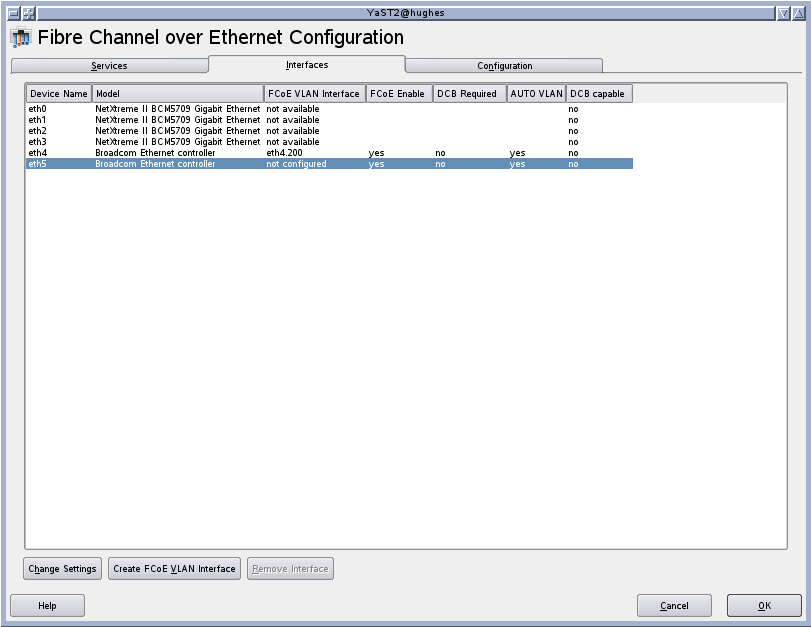 YaST2@hughes
Fibre Channel over Ethernet Configuration
Services Interfaces Configuration
Device Name Model FCoE VLAN Interface FCoE Enable DCB Required AUTO VLAN DCB capable
eth0 NetXtreme II BCM5709 Gigabit Ethernet not available no
eth1 NetXtreme II BCM5709 Gigabit Ethernet not available no
eth2 NetXtreme II BCM5709 Gigabit Ethernet not available no
eth3 NetXtreme II BCM5709 Gigabit Ethernet not available no
eth4 Broadcom Ethernet controller eth4.200 yes no yes no
eth5 Broadcom Ethernet controller not configured yes no yes no
Change Settings Create FCoE VLAN Interface Remove Interface
Help Cancel OK